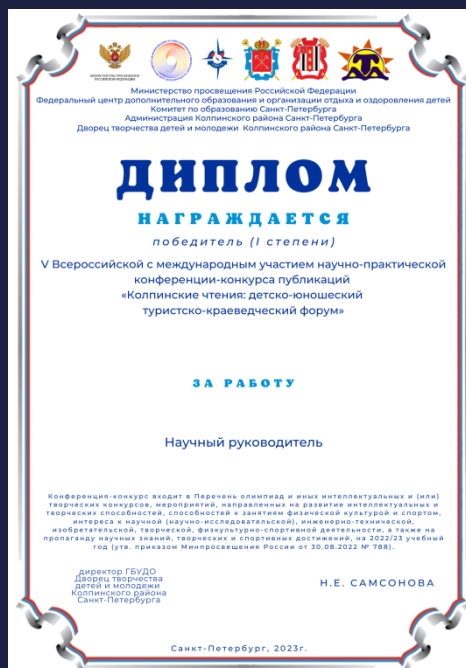 МИНИСТЕРСТВО ПРОСВЕЩЕНИЯ
РОССИЙСКОЙ ФЕДЕРАЦИИ
Министерство просвещения Российской Федерации
Федеральный центр дополнительного образования и организации отдыха и оздоровления детей
Комитет по образованию Санкт-Петербурга
Администрация Колпинского района Санкт-Петербурга
Дворец творчества детей и молодежи Колпинского района Санкт-Петербурга
ДИПЛОМ
НАГРАЖДАЕТСЯ
победитель (I степени)
V Всероссийской с международным участием научно-практической
конференции-конкурса публикаций
«Колпинские чтения: детско-юношеский
туристско-краеведческий форум»
ЗА РАБОТУ
Научный руководитель
Конференция-конкурс входит в Перечень олимпиад и иных интеллектуальных и (или)
творческих конкурсов, мероприятий, направленных на развитие интеллектуальных и
творческих способностей, способностей к занятиям физической культурой и спортом,
интереса к научной (научно-исследовательской), инженерно-технической,
изобретательской, творческой, физкультурно-спортивной деятельности, а также на
пропаганду научных знаний, творческих и спортивных достижений, на 2022/23 учебный
год (утв. приказом Минпросвещения России от 30.08.2022 № 788).
директор ГБУДО
Дворец творчества
детей и молодежи
Колпинского района
Санкт-Петербурга
Н.Е. САМСОНОВА
Санкт-Петербург, 2023г.